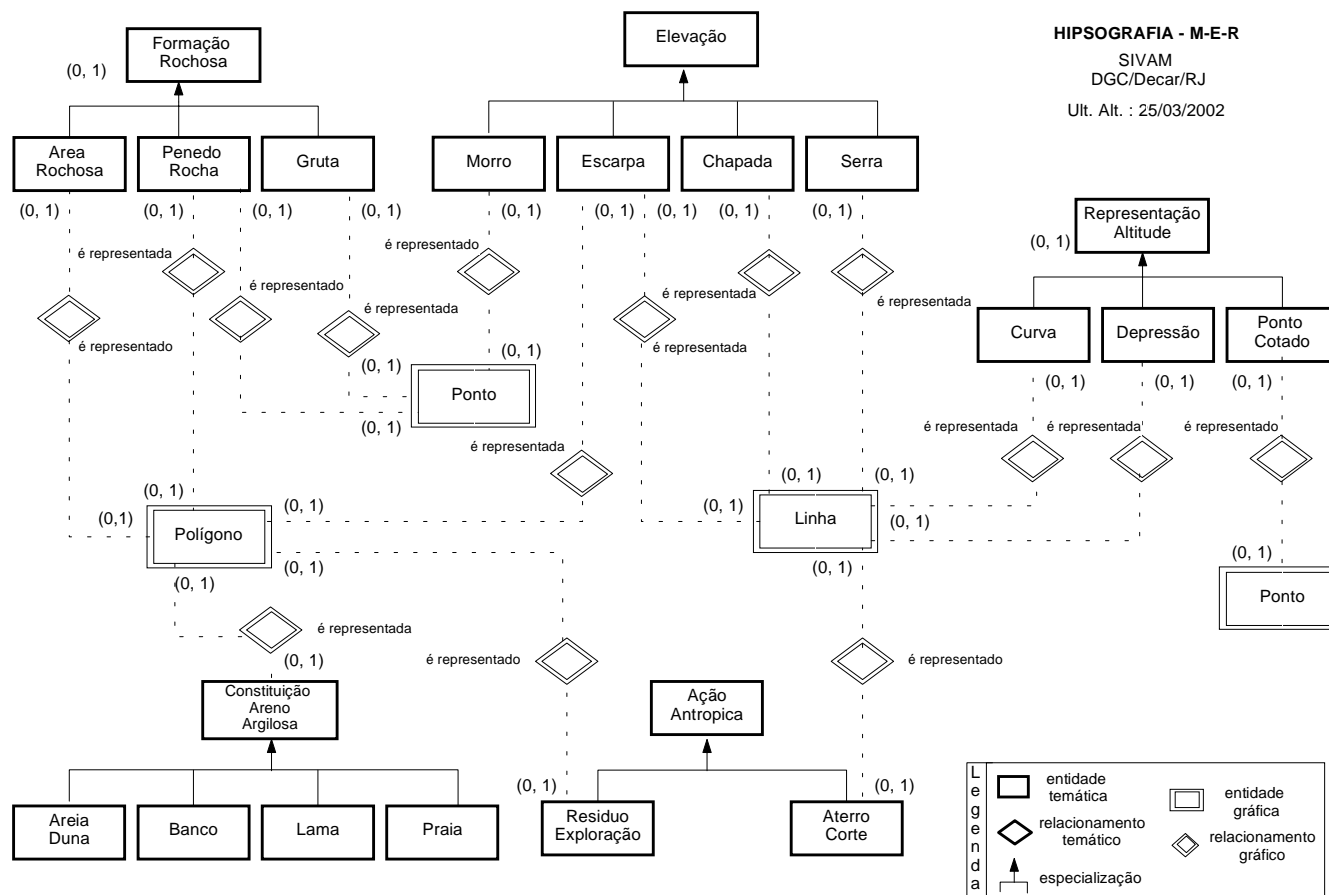 HIPSOGRAFIA - M-E-R
SIVAM
DGC/Decar/RJ
Ult. Alt. : 25/03/2002
Formação
Rochosa
(0, 1)
Elevação
Area
Rochosa
Penedo
Rocha
Gruta
Morro
Escarpa
Chapada
Serra
(0, 1)
(0, 1)
(0, 1)
(0, 1)
(0, 1)
(0, 1)
(0, 1)
(0, 1)
(0, 1)
Representação
Altitude
(0, 1)
é representada
é representado
é representado
é representada
é representado
é representada
é representada
é representada
Curva
Depressão
Ponto
Cotado
(0, 1)
(0, 1)
(0, 1)
(0, 1)
(0, 1)
Ponto
(0, 1)
é representada
é representada
é representada
é representado
(0, 1)
(0, 1)
(0, 1)
(0, 1)
(0,1)
Polígono
(0, 1)
Linha
(0, 1)
(0, 1)
(0, 1)
(0, 1)
(0, 1)
(0, 1)
Ponto
é representada
(0, 1)
é representado
é representado
Constituição
Areno
Argilosa
Ação
Antropica
(0, 1)
(0, 1)
Areia
Duna
Banco
Lama
Praia
Residuo
Exploração
Aterro
Corte
Legenda
entidade
temática
entidade
gráfica
relacionamento
temático
relacionamento
gráfico
especialização